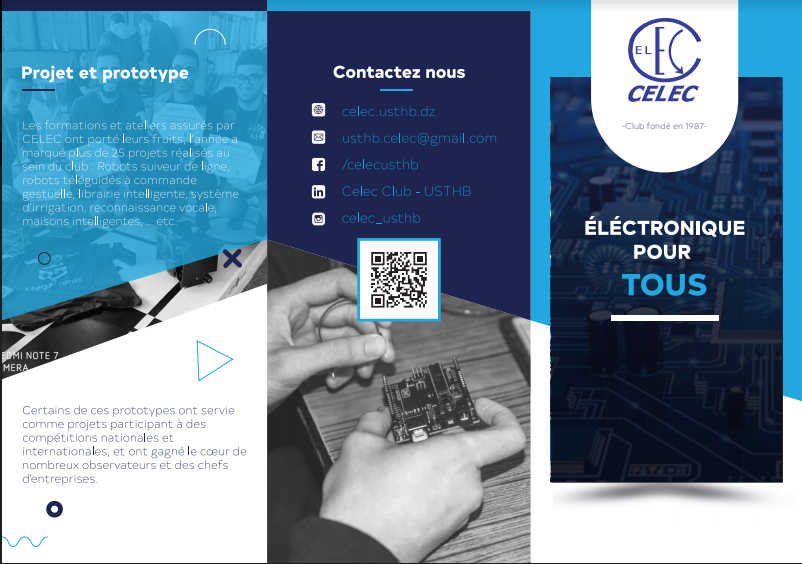 Projet et prototype
Les formations et ateliers assurés par
CELEC ont porté leurs fruits, l'année a
marqué plus de 25 projets réalisés au
sein du club : Robots suiveur de ligne,
robots téléguidés à commande
gestuelle, librairie intelligente, système
d'irrigation, reconnaissance vocale,
maisons intelligentes, ... etc.
EDMI NOTE 7
MERA
Certains de ces prototypes ont servie
comme projets participant à des
compétitions nationales et
internationales, et ont gagné le cœur de
nombreux observateurs et des chefs
d'entreprises.
Contactez nous
celec.usthb.dz
usthb.celec@gmail.com
/celecusthb
Celec Club - USTHB
celec_usthb
ELEC
CELEC
-Club fondé en 1987-
ÉLÉCTRONIQUE
POUR
TOUS